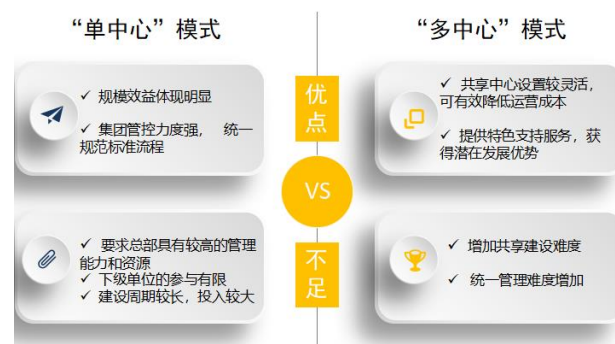 “单中心”模式
“多中心”模式
✓ 规模效益体现明显
✓ 集团管控力度强， 统一
规范标准流程
优点
✓ 共享中心设置较灵活，
可有效降低运营成本
✓ 提供特色支持服务，获
得潜在发展优势
VS
✓ 要求总部具有较高的管理
能力和资源
✓ 下级单位的参与有限
✓ 建设周期较长，投入较大
不足
✓ 增加共享建设难度
✓ 统一管理难度增加